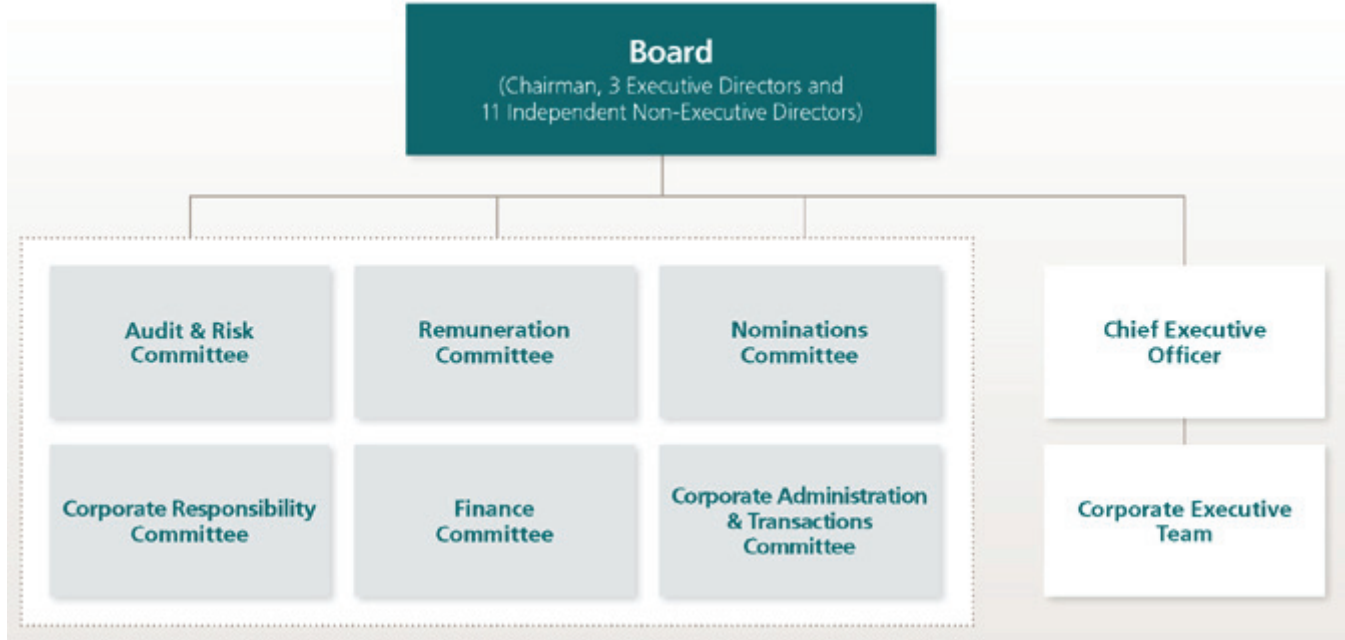 Board
(Chairman, 3 Executive Directors and
11 Independent Non-Executive Directors)
Audit & Risk
Committee
Remuneration
Committee
Nominations
Committee
Chief Executive
Officer
Corporate Responsibility
Committee
Finance
Committee
Corporate Administration
& Transactions
Committee
Corporate Executive
Team